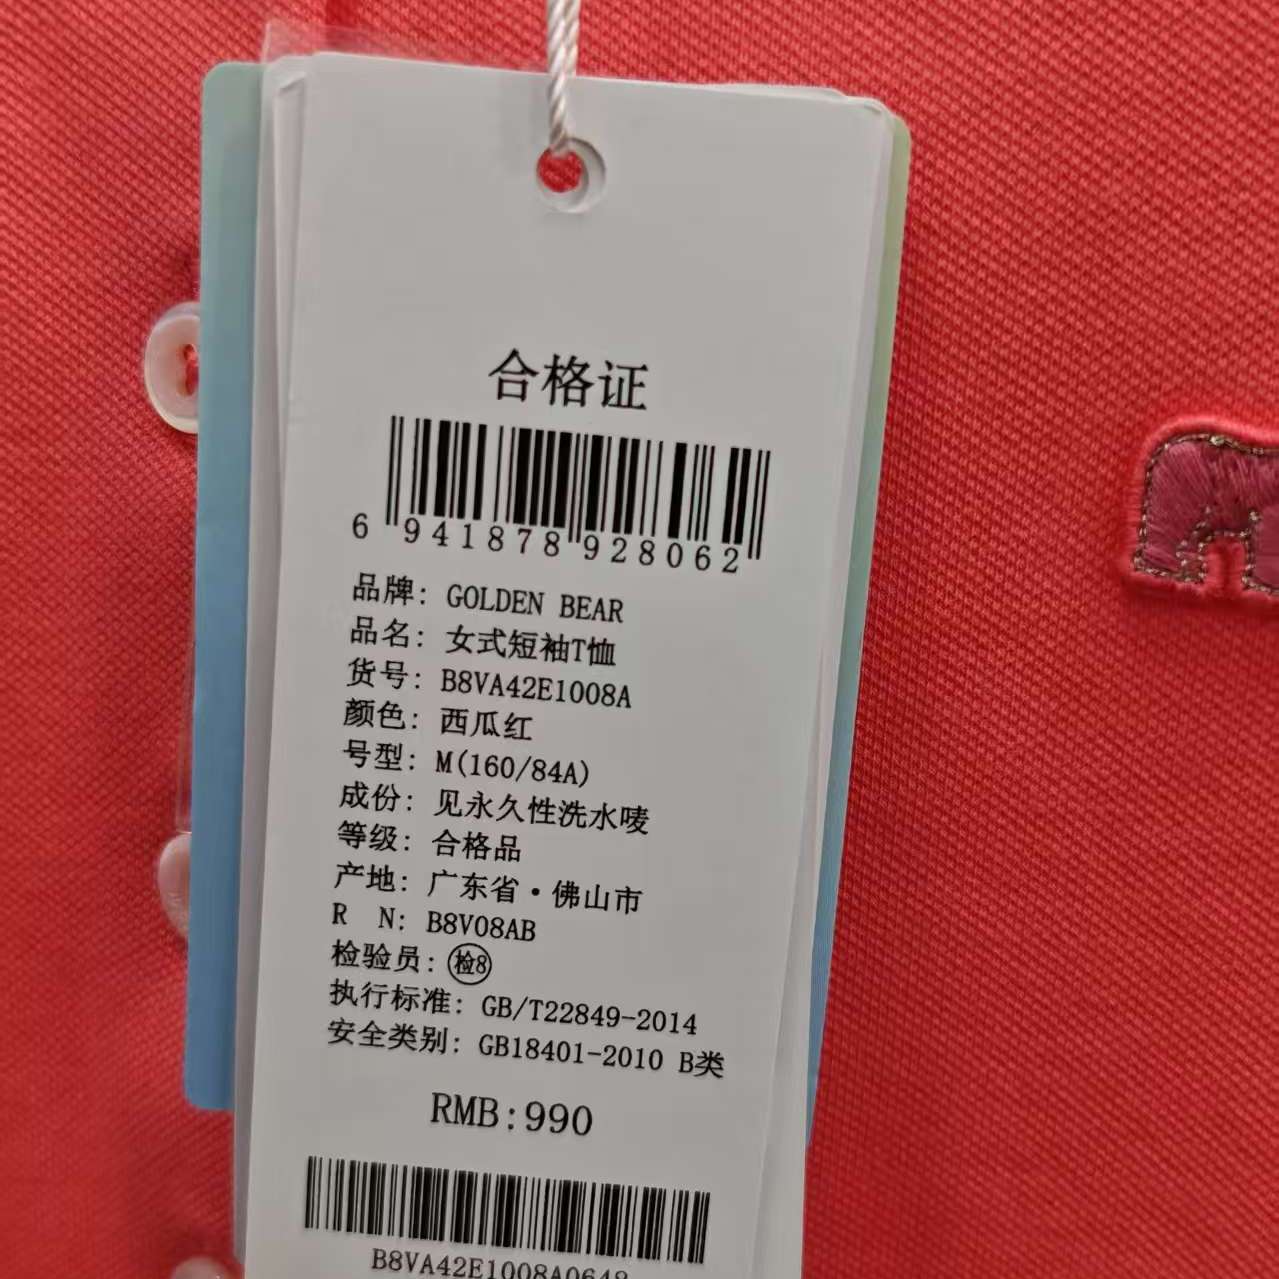 合格证
6 941878 928062
品牌: GOLDEN BEAR
品名: 女式短袖T恤
货号: B8VA42E1008A
颜色: 西瓜红
号型: M(160/84A)
成份: 见永久性洗水唛
等级: 合格品
产地: 广东省·佛山市
R N: B8V08AB
检验员: 检8
执行标准: GB/T22849-2014
安全类别: GB18401-2010 B类
RMB:990
B8VA42E1008A0648